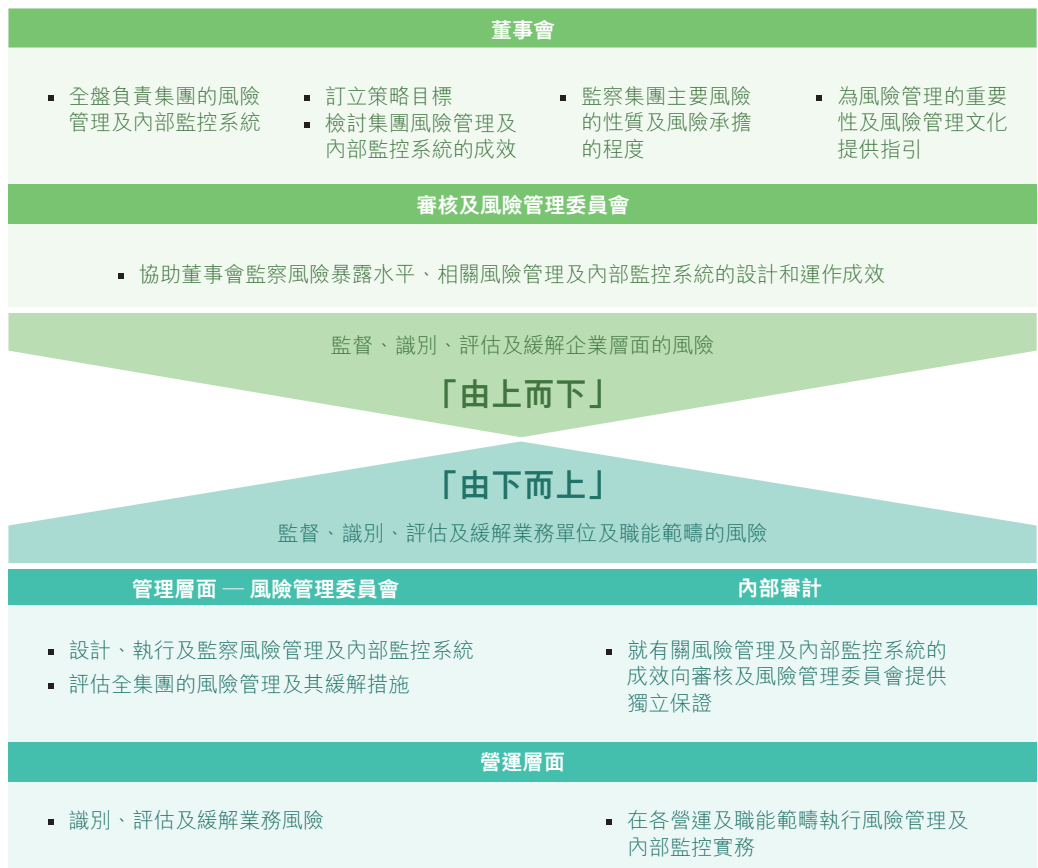 董事會
▪ 全盤負責集團的風險
管理及內部監控系統
▪ 訂立策略目標
▪ 檢討集團風險管理及
內部監控系統的成效
▪ 監察集團主要風險
的性質及風險承擔
的程度
▪ 為風險管理的重要
性及風險管理文化
提供指引
審核及風險管理委員會
▪ 協助董事會監察風險暴露水平、相關風險管理及內部監控系統的設計和運作成效
監督、識別、評估及緩解企業層面的風險
「由上而下」
「由下而上」
監督、識別、評估及緩解業務單位及職能範疇的風險
管理層面 — 風險管理委員會
▪ 設計、執行及監察風險管理及內部監控系統
▪ 評估全集團的風險管理及其緩解措施
內部審計
▪ 就有關風險管理及內部監控系統的
成效向審核及風險管理委員會提供
獨立保證
營運層面
▪ 識別、評估及緩解業務風險
▪ 在各營運及職能範疇執行風險管理及
內部監控實務